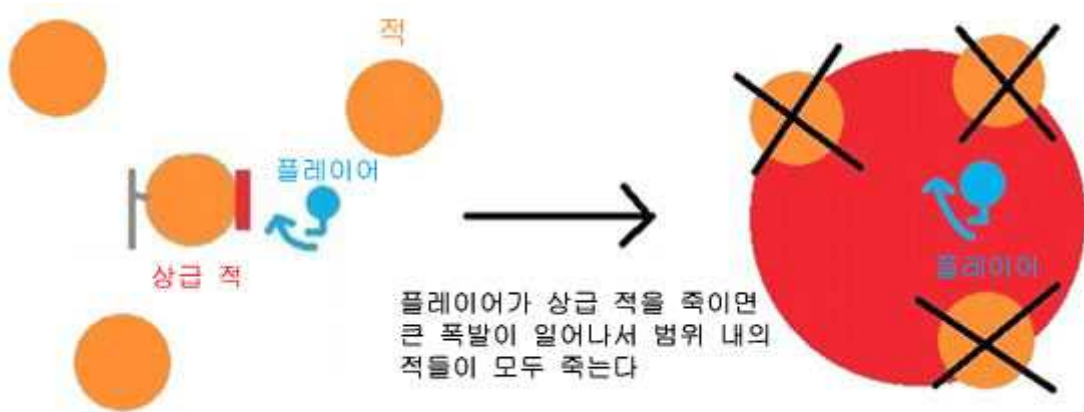 적
플레이어
상급 적
플레이어가 상급 적을 죽이면
큰 폭발이 일어나서 범위 내의
적들이 모두 죽는다
플레이어